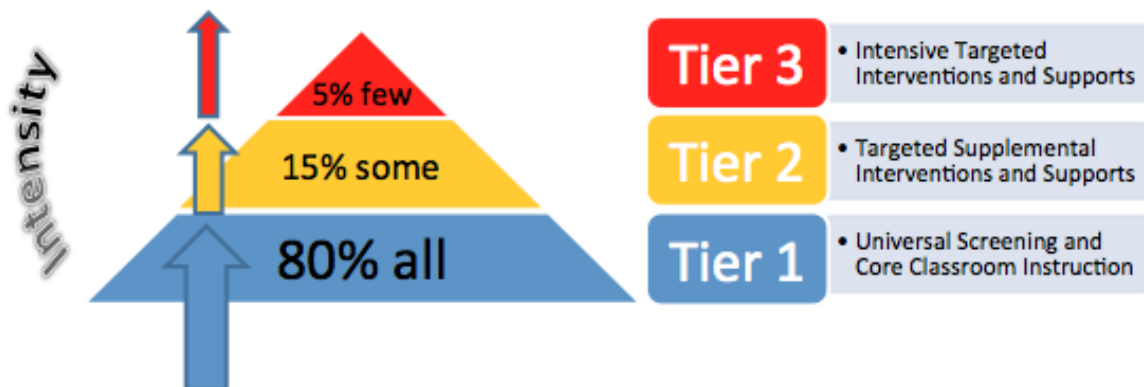 Intensity
5% few
15% some
80% all
Tier 3
• Intensive Targeted
Interventions and Supports
Tier 2
• Targeted Supplemental
Interventions and Supports
Tier 1
• Universal Screening and
Core Classroom Instruction